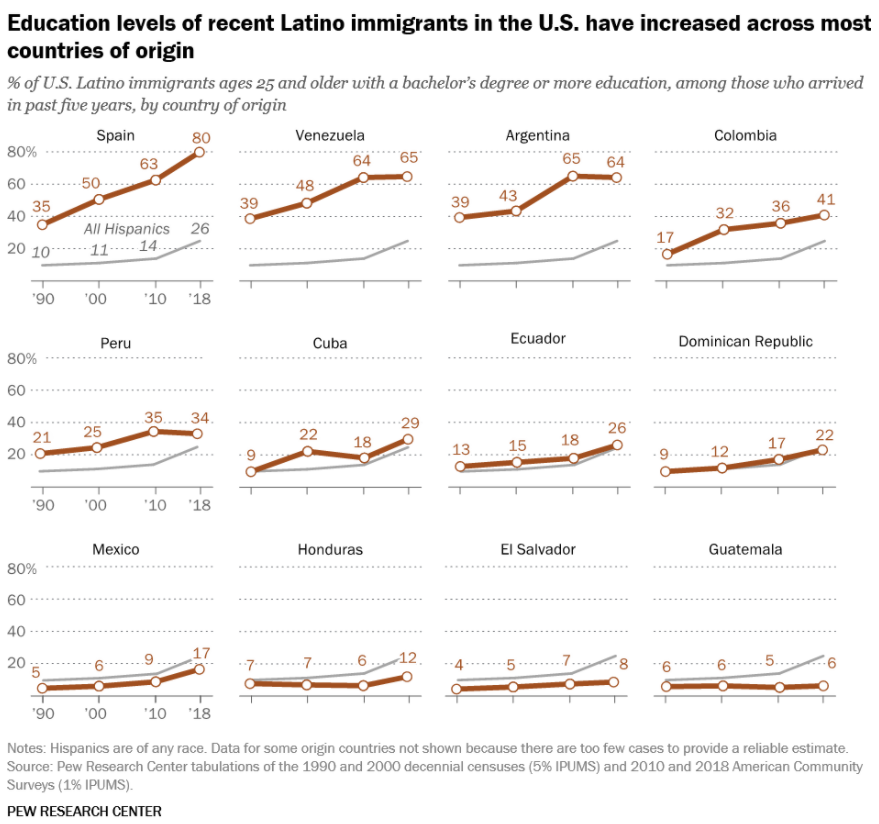 Education levels of recent Latino immigrants in the U.S. have increased across most
countries of origin
% of U.S. Latino immigrants ages 25 and older with a bachelor's degree or more education, among those who arrived
in past five years, by country of origin
Spain Venezuela Argentina Colombia
80% 80 65 65 64
60 50 63 39 48 64 39 43 41
40 35 17 32 36
20 10 All Hispanics 11 14 26
'90 '00 '10 '18
Peru Cuba Ecuador Dominican Republic
80%
60
40 21 25 35 34 9 22 18 29 13 15 18 26 9 12 17 22
20
'90 '00 '10 '18
Mexico Honduras El Salvador Guatemala
80%
60
40
20 5 6 9 17 7 7 6 12 4 5 7 8 6 6 5 6
'90 '00 '10 '18
Notes: Hispanics are of any race. Data for some origin countries not shown because there are too few cases to provide a reliable estimate.
Source: Pew Research Center tabulations of the 1990 and 2000 decennial censuses (5% IPUMS) and 2010 and 2018 American Community
Surveys (1% IPUMS).
PEW RESEARCH CENTER